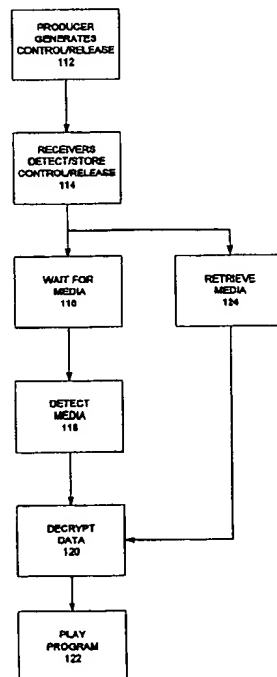 PRODUCER
GENERATES
CONTROL/RELEASE
112
RECEIVERS
DETECT/STORE
CONTROL/RELEASE
114
WAIT FOR
MEDIA
116
RETRIEVE
MEDIA
124
DETECT
MEDIA
118
DECRYPT
DATA
120
PLAY
PROGRAM
122